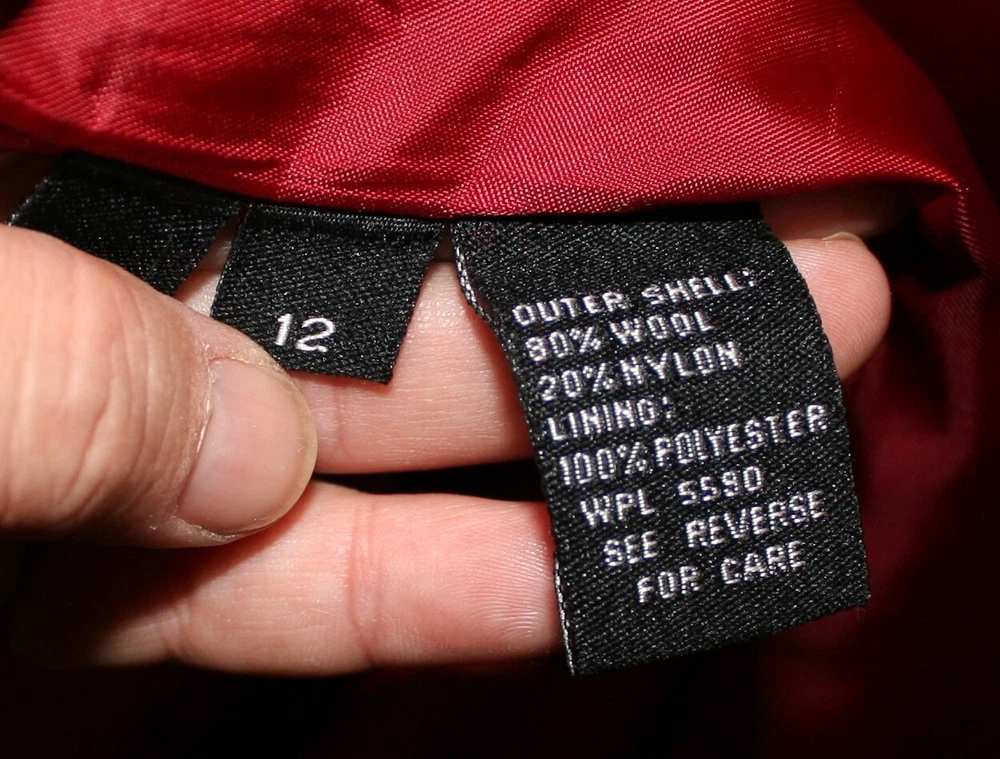 12
OUTER SHELL:
80% WOOL
20% NYLON
LINING:
100% POLYESTER
WPL 5590
SEE REVERSE
FOR CARE